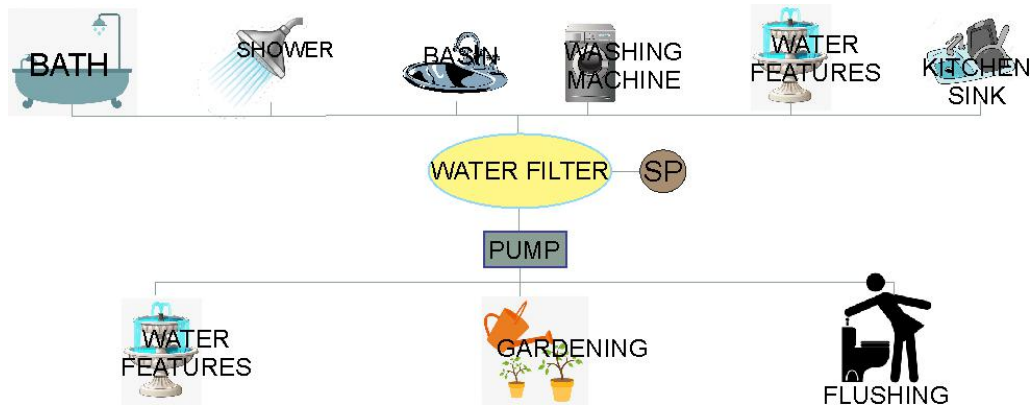 BATH
SHOWER
BASIN
WASHING
MACHINE
WATER
FEATURES
KITCHEN
SINK
WATER FILTER
SP
PUMP
WATER
FEATURES
GARDENING
FLUSHING